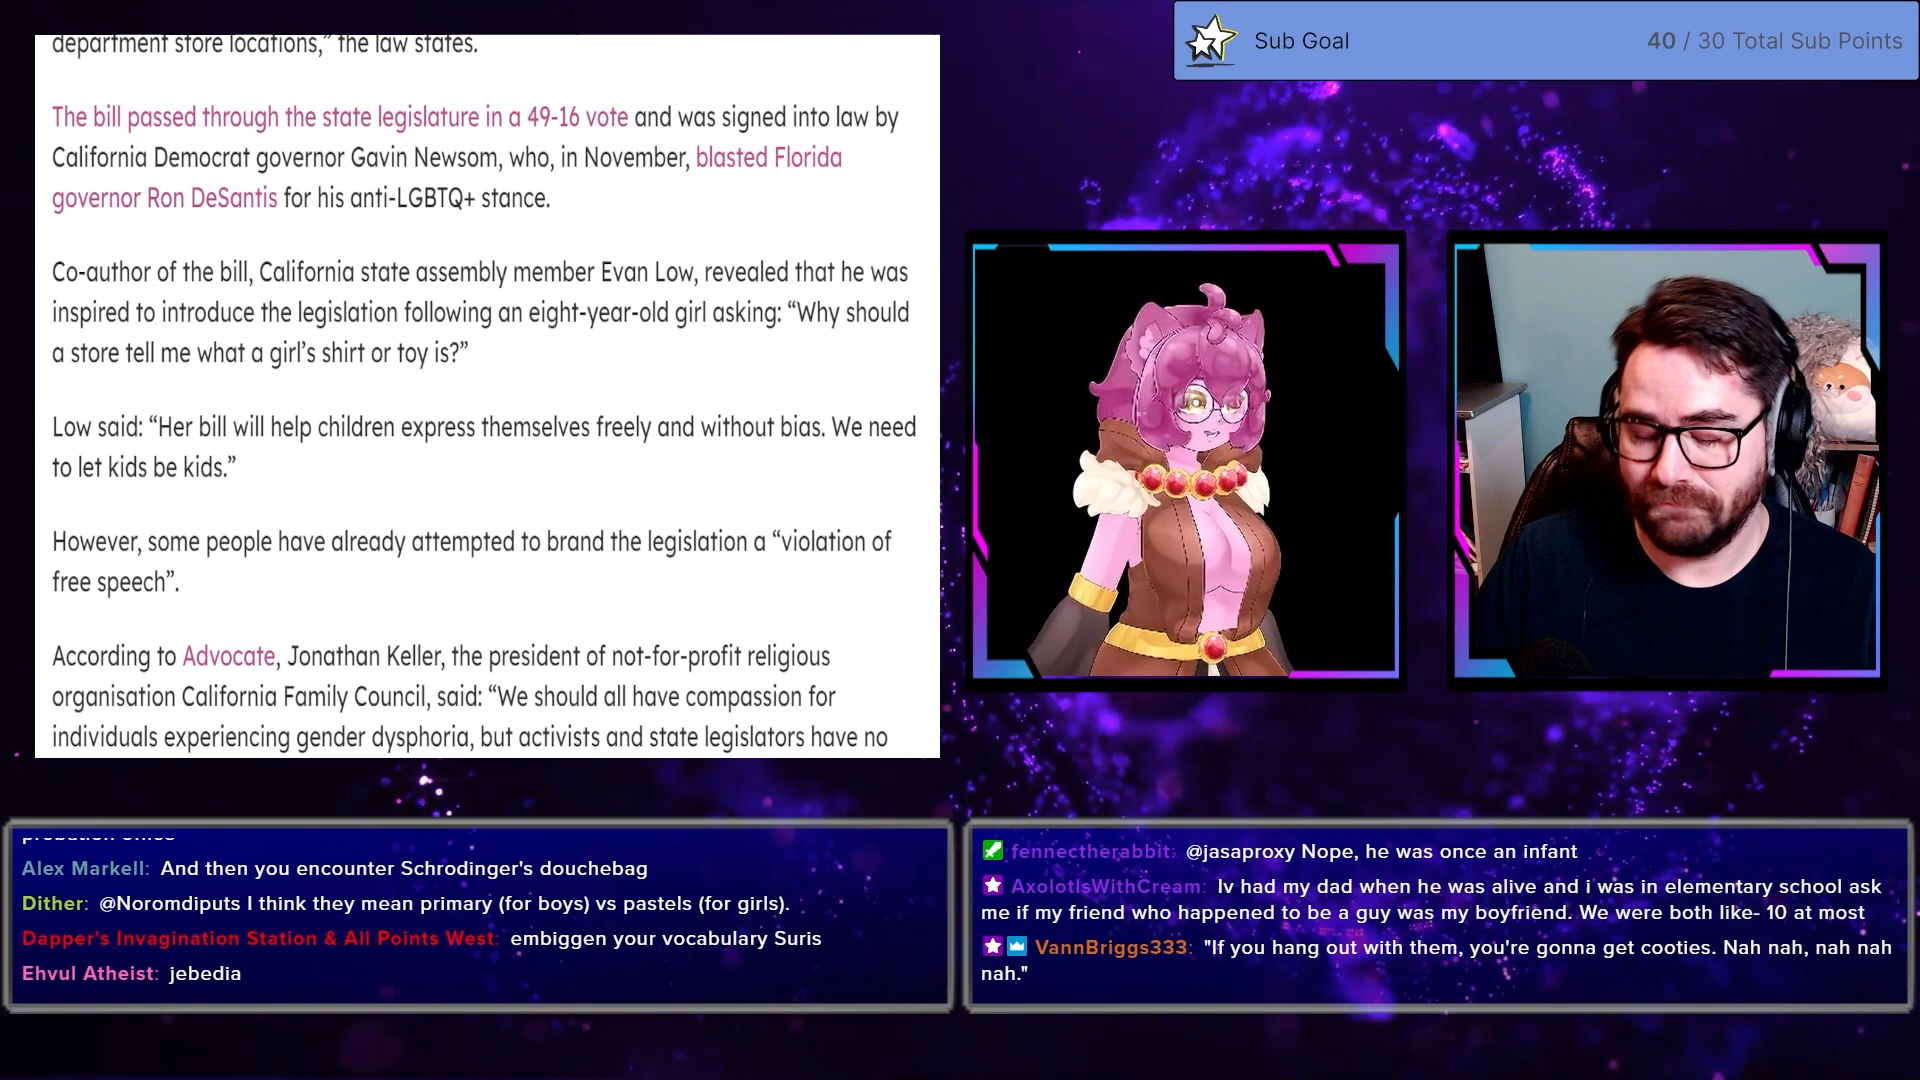 department store locations,” the law states.
The bill passed through the state legislature in a 49-16 vote and was signed into law by
California Democrat governor Gavin Newsom, who, in November, blasted Florida
governor Ron DeSantis for his anti-LGBTQ+ stance.
Co-author of the bill, California state assembly member Evan Low, revealed that he was
inspired to introduce the legislation following an eight-year-old girl asking: “Why should
a store tell me what a girl’s shirt or toy is?”
Low said: “Her bill will help children express themselves freely and without bias. We need
to let kids be kids.”
However, some people have already attempted to brand the legislation a “violation of
free speech”.
According to Advocate, Jonathan Keller, the president of not-for-profit religious
organisation California Family Council, said: “We should all have compassion for
individuals experiencing gender dysphoria, but activists and state legislators have no
Sub Goal
40 / 30 Total Sub Points
Alex Markell: And then you encounter Schrodinger's douchebag
Dither: @Noromdiputs I think they mean primary (for boys) vs pastels (for girls).
Dapper's Invagination Station & All Points West: embiggen your vocabulary Suris
Ehvul Atheist: jebedia
fennectherabbit: @jasaproxy Nope, he was once an infant
AxolotlsWithCream: Iv had my dad when he was alive and i was in elementary school ask
me if my friend who happened to be a guy was my boyfriend. We were both like- 10 at most
VannBriggs333: "If you hang out with them, you're gonna get cooties. Nah nah, nah nah
nah."